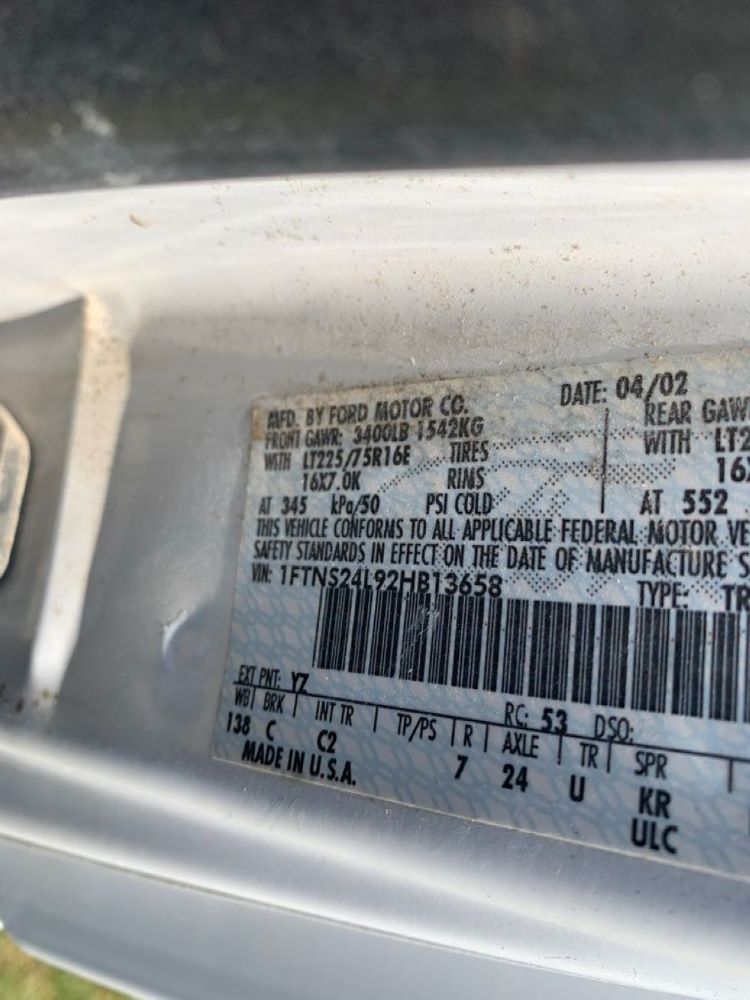 MFD. BY FORD MOTOR CO.
DATE: 04/02
FRONT GAWR: 3400LB 1542KG
REAR GAW
WITH LT225/75R16E TIRES
WITH LT2
16X7.0K RIMS
16X
AT 345 kPa/50 PSI COLD
AT 552
THIS VEHICLE CONFORMS TO ALL APPLICABLE FEDERAL MOTOR VE
SAFETY STANDARDS IN EFFECT ON THE DATE OF MANUFACTURE S
VIN: 1FTNS24L92HB13658
TYPE: TR
EXT PNT: YZ
RC: 53 DSO:
WB | BRK | INT TR | TP/PS | R | AXLE | TR | SPR |
138 C C2 7 24 U KR
MADE IN U.S.A.
ULC